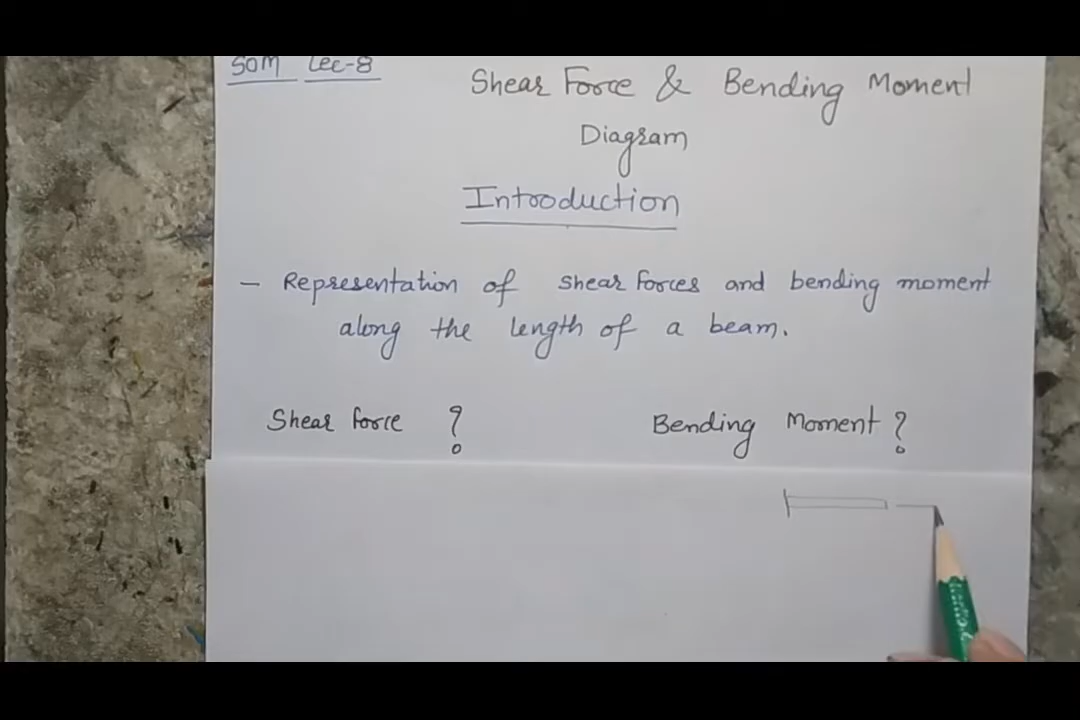 SOM Lec-8
Shear Force & Bending Moment
Diagram
Introduction
- Representation of shear forces and bending moment
along the length of a beam.
Shear force ? Bending Moment ?